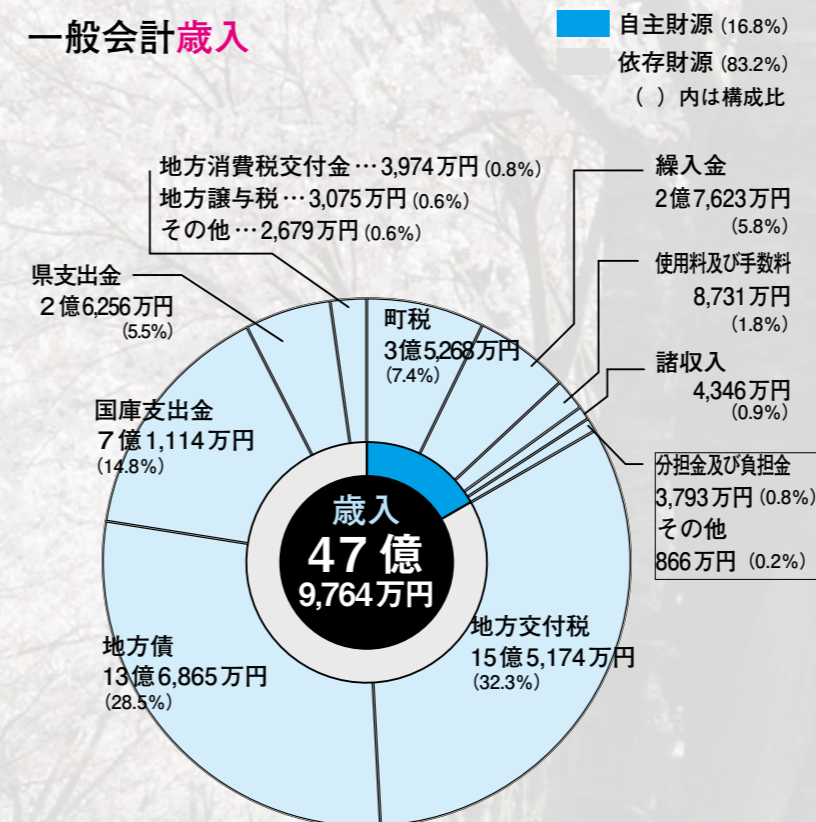 一般会計歳入
自主財源 (16.8%)
依存財源 (83.2%)
( ) 内は構成比
地方消費税交付金…3,974万円 (0.8%)
地方譲与税…3,075万円 (0.6%)
その他…2,679万円 (0.6%)
県支出金
2億6,256万円
(5.5%)
国庫支出金
7億1,114万円
(14.8%)
地方債
13億6,865万円
(28.5%)
町税
3億5,268万円
(7.4%)
繰入金
2億7,623万円
(5.8%)
使用料及び手数料
8,731万円
(1.8%)
諸収入
4,346万円
(0.9%)
分担金及び負担金
3,793万円 (0.8%)
その他
866万円 (0.2%)
地方交付税
15億5,174万円
(32.3%)
歳入
47億
9,764万円